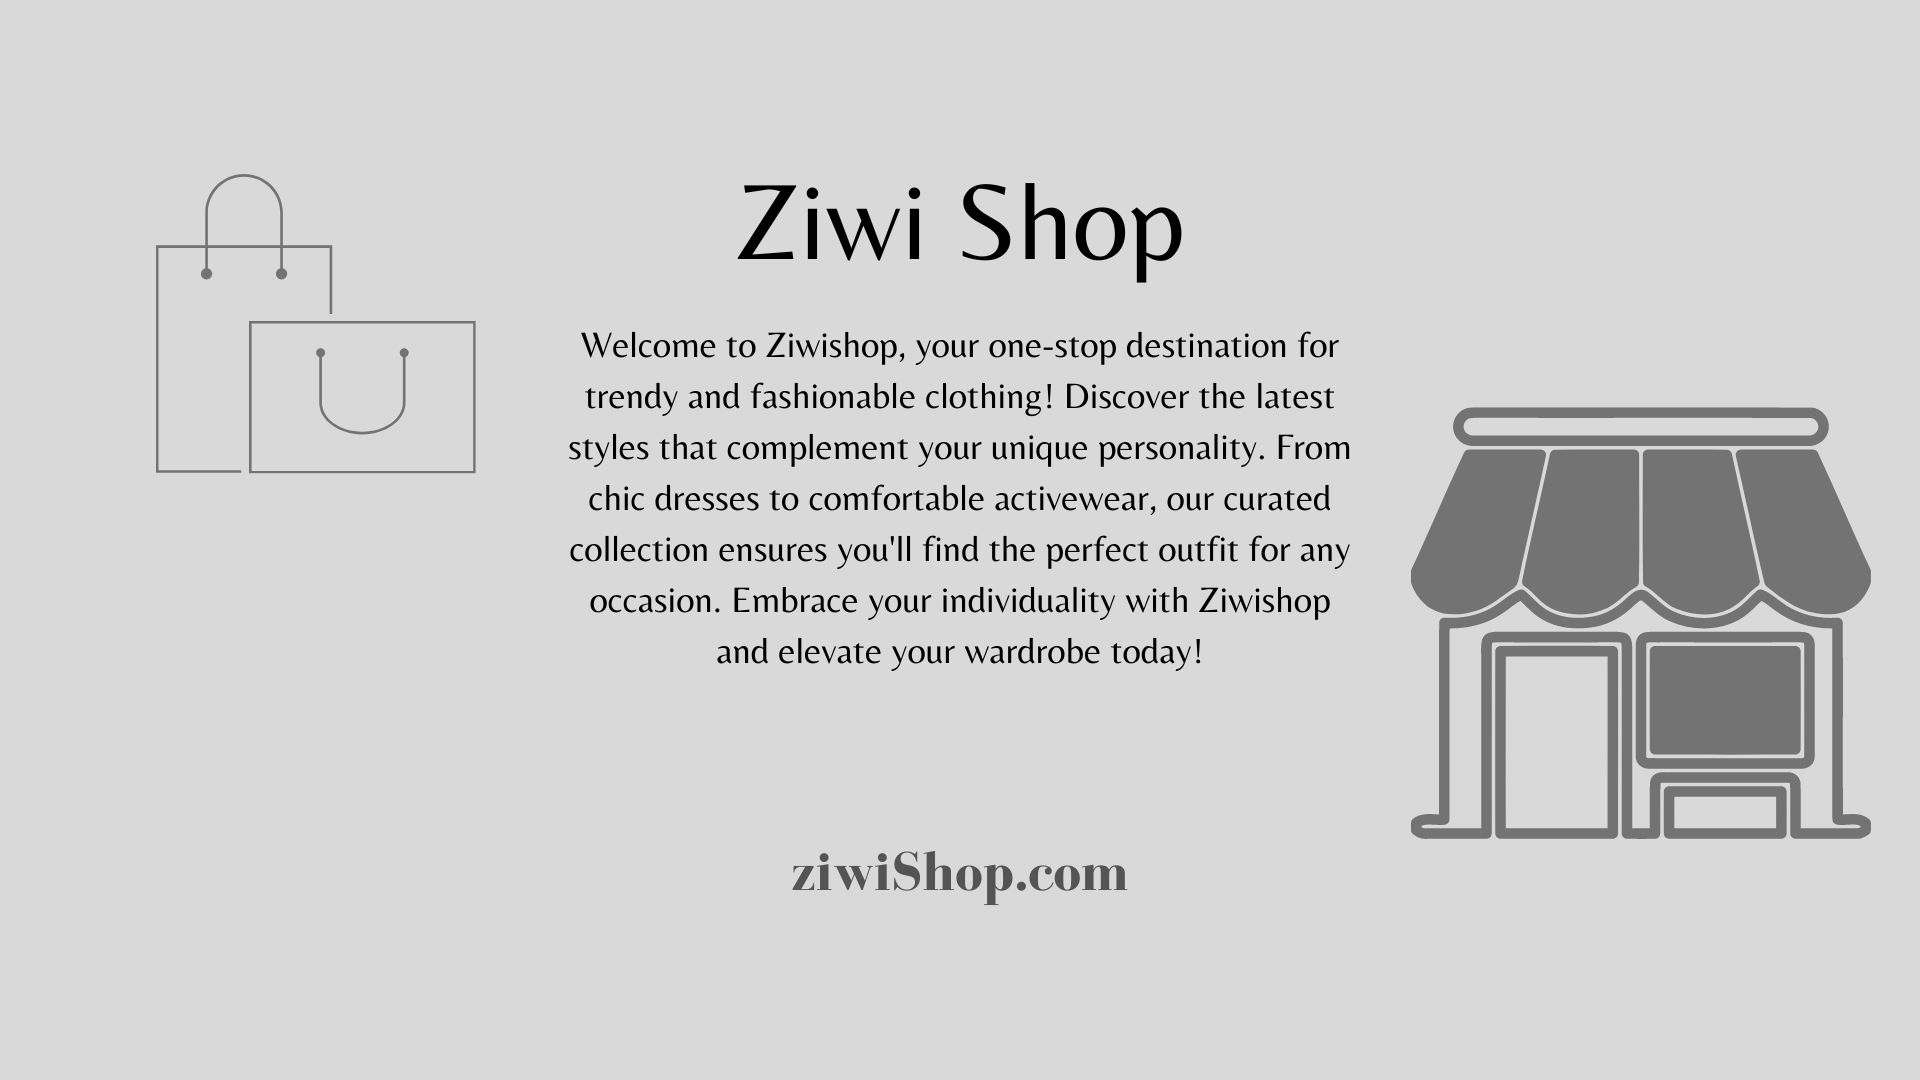 Ziwi Shop
Welcome to Ziwishop, your one-stop destination for
trendy and fashionable clothing! Discover the latest
styles that complement your unique personality. From
chic dresses to comfortable activewear, our curated
collection ensures you'll find the perfect outfit for any
occasion. Embrace your individuality with Ziwishop
and elevate your wardrobe today!
ziwiShop.com